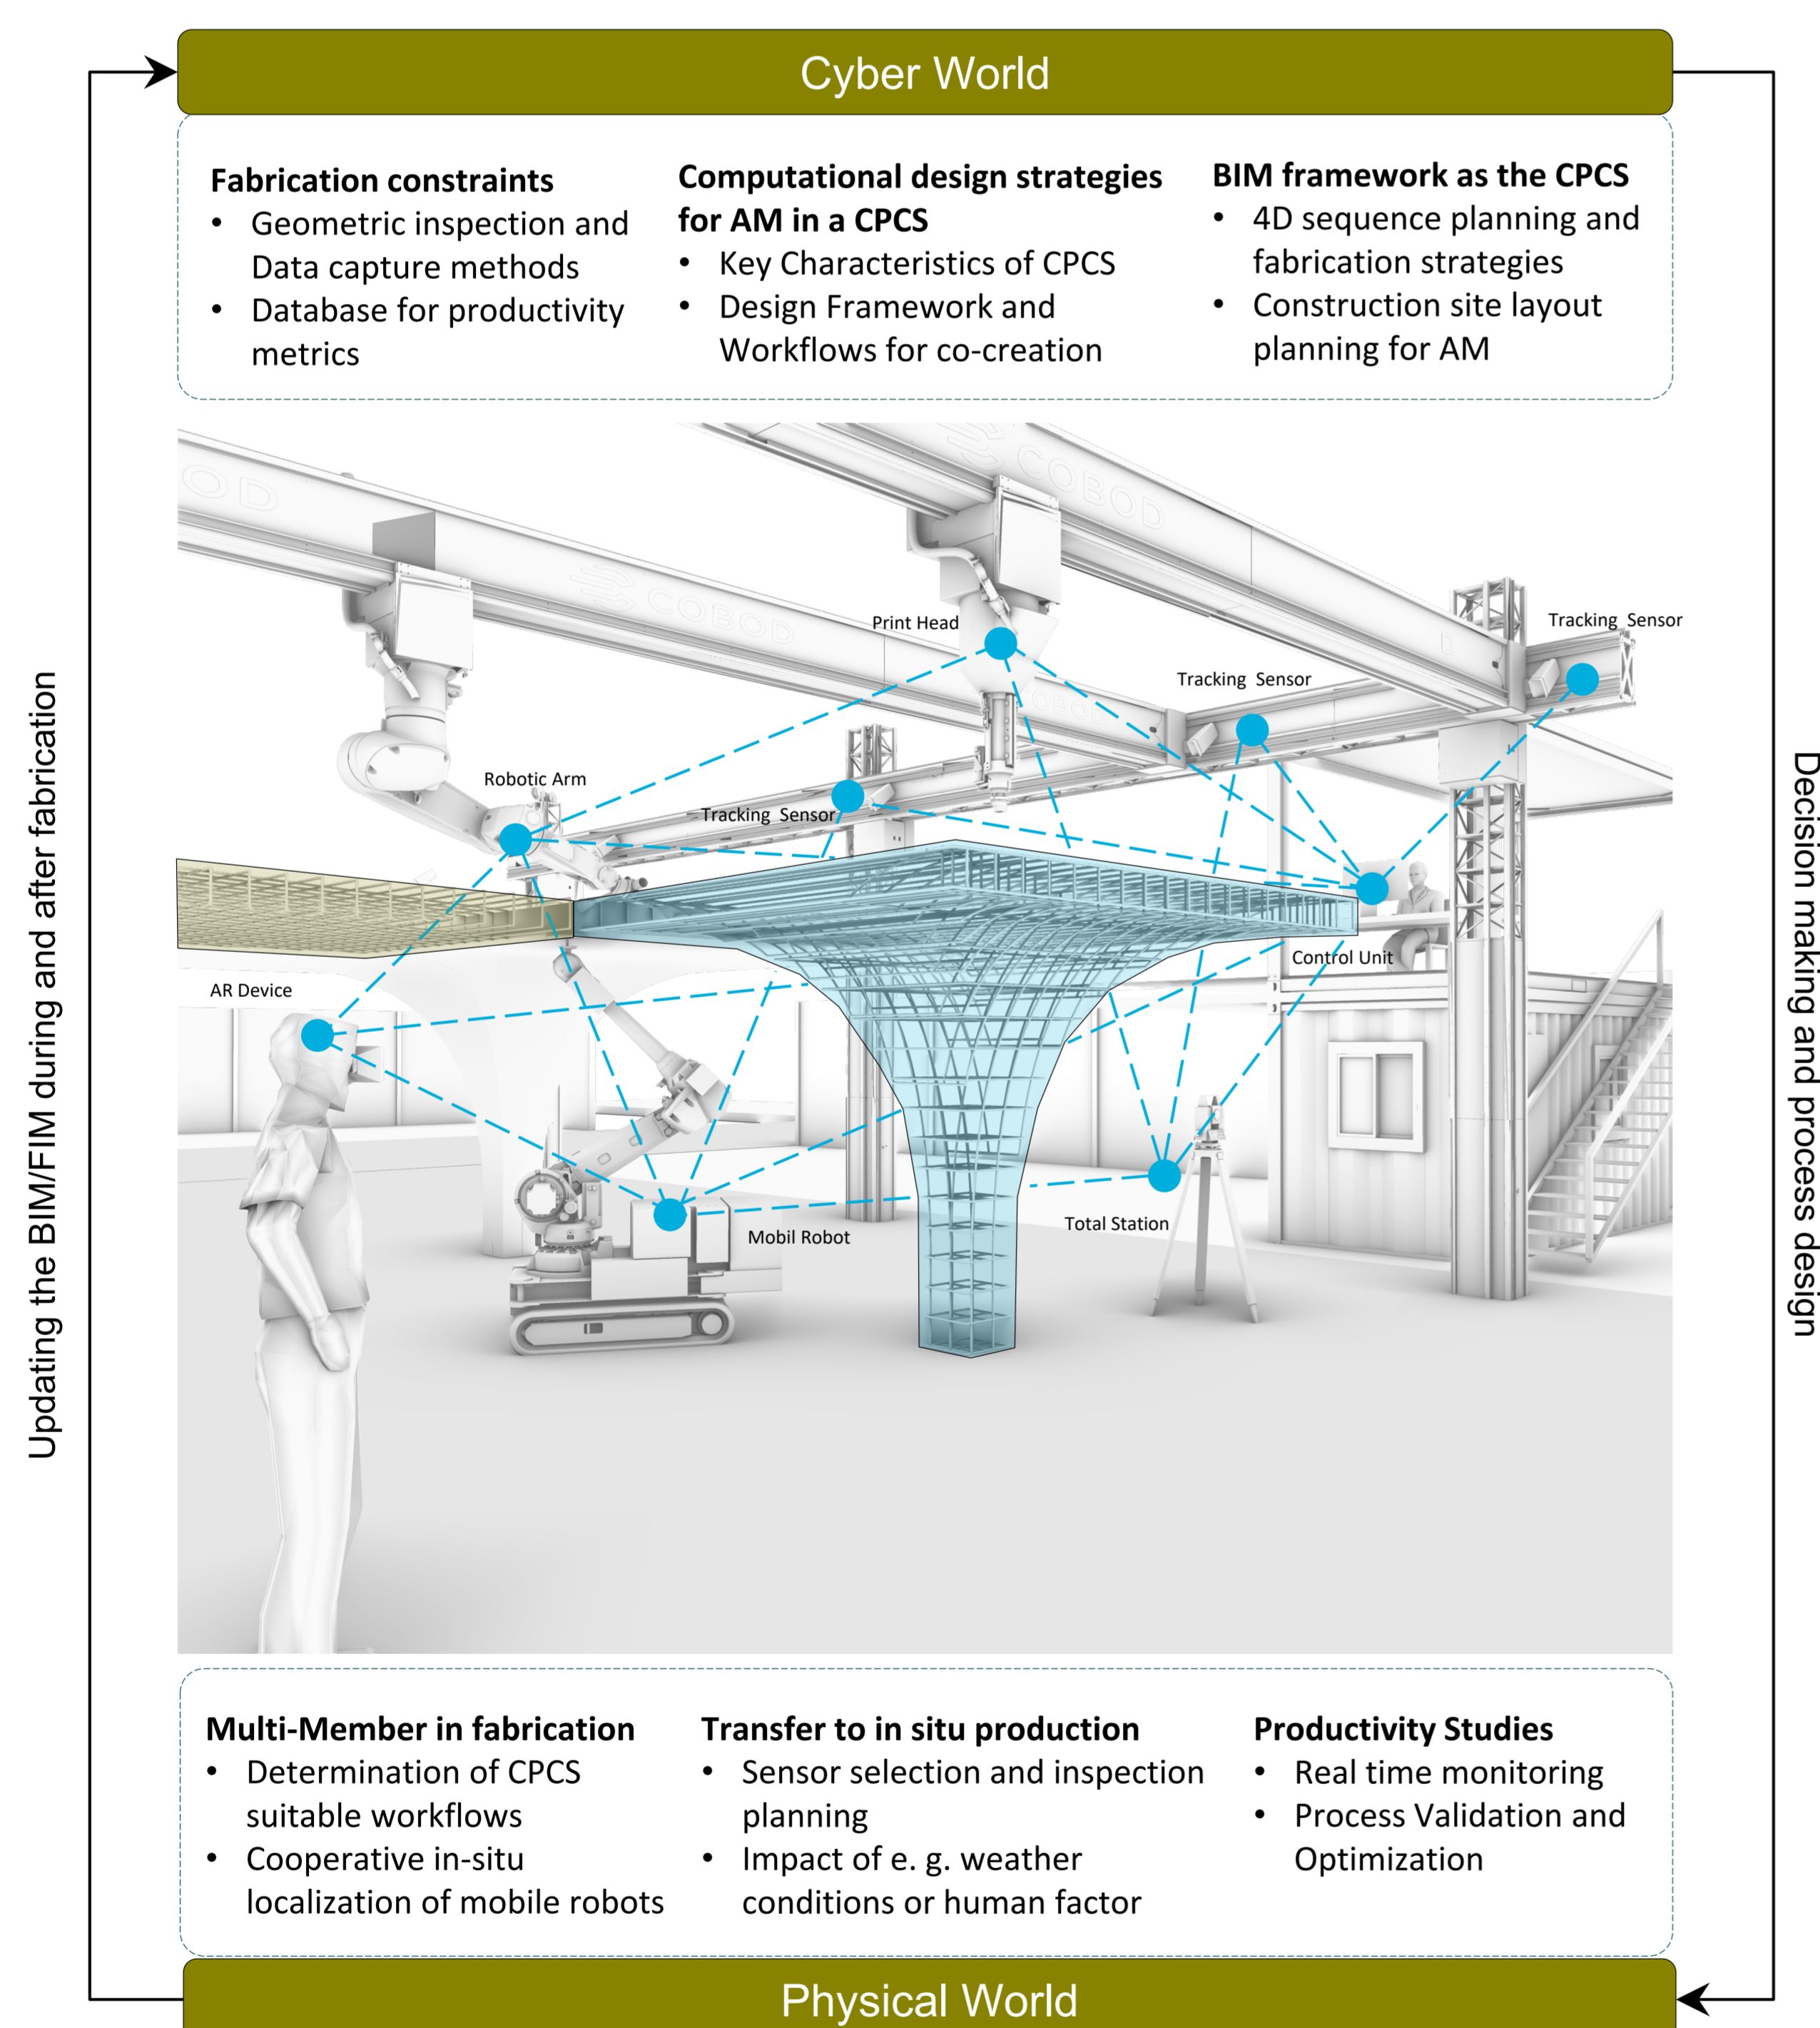 Cyber World
Fabrication constraints
• Geometric inspection and
Data capture methods
• Database for productivity
metrics
Computational design strategies
for AM in a CPCS
• Key Characteristics of CPCS
• Design Framework and
Workflows for co-creation
BIM framework as the CPCS
• 4D sequence planning and
fabrication strategies
• Construction site layout
planning for AM
Updating the BIM/FIM during and after fabrication
Decision making and process design
OD
COBOD
COBOD
Print Head
Tracking Sensor
Tracking Sensor
Robotic Arm
Tracking Sensor
Control Unit
AR Device
Total Station
Mobil Robot
Multi-Member in fabrication
• Determination of CPCS
suitable workflows
• Cooperative in-situ
localization of mobile robots
Transfer to in situ production
• Sensor selection and inspection
planning
• Impact of e. g. weather
conditions or human factor
Productivity Studies
• Real time monitoring
• Process Validation and
Optimization
Physical World